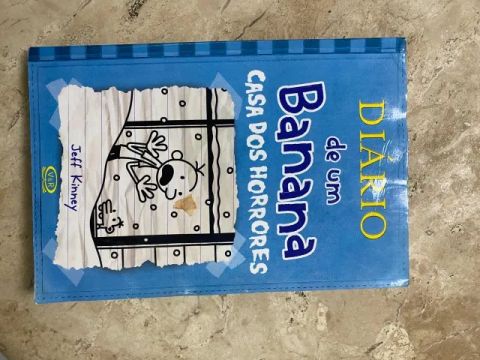 DIÁRIO
de um
Banana
CASA DOS HORRORES
Jeff Kinney
V&R